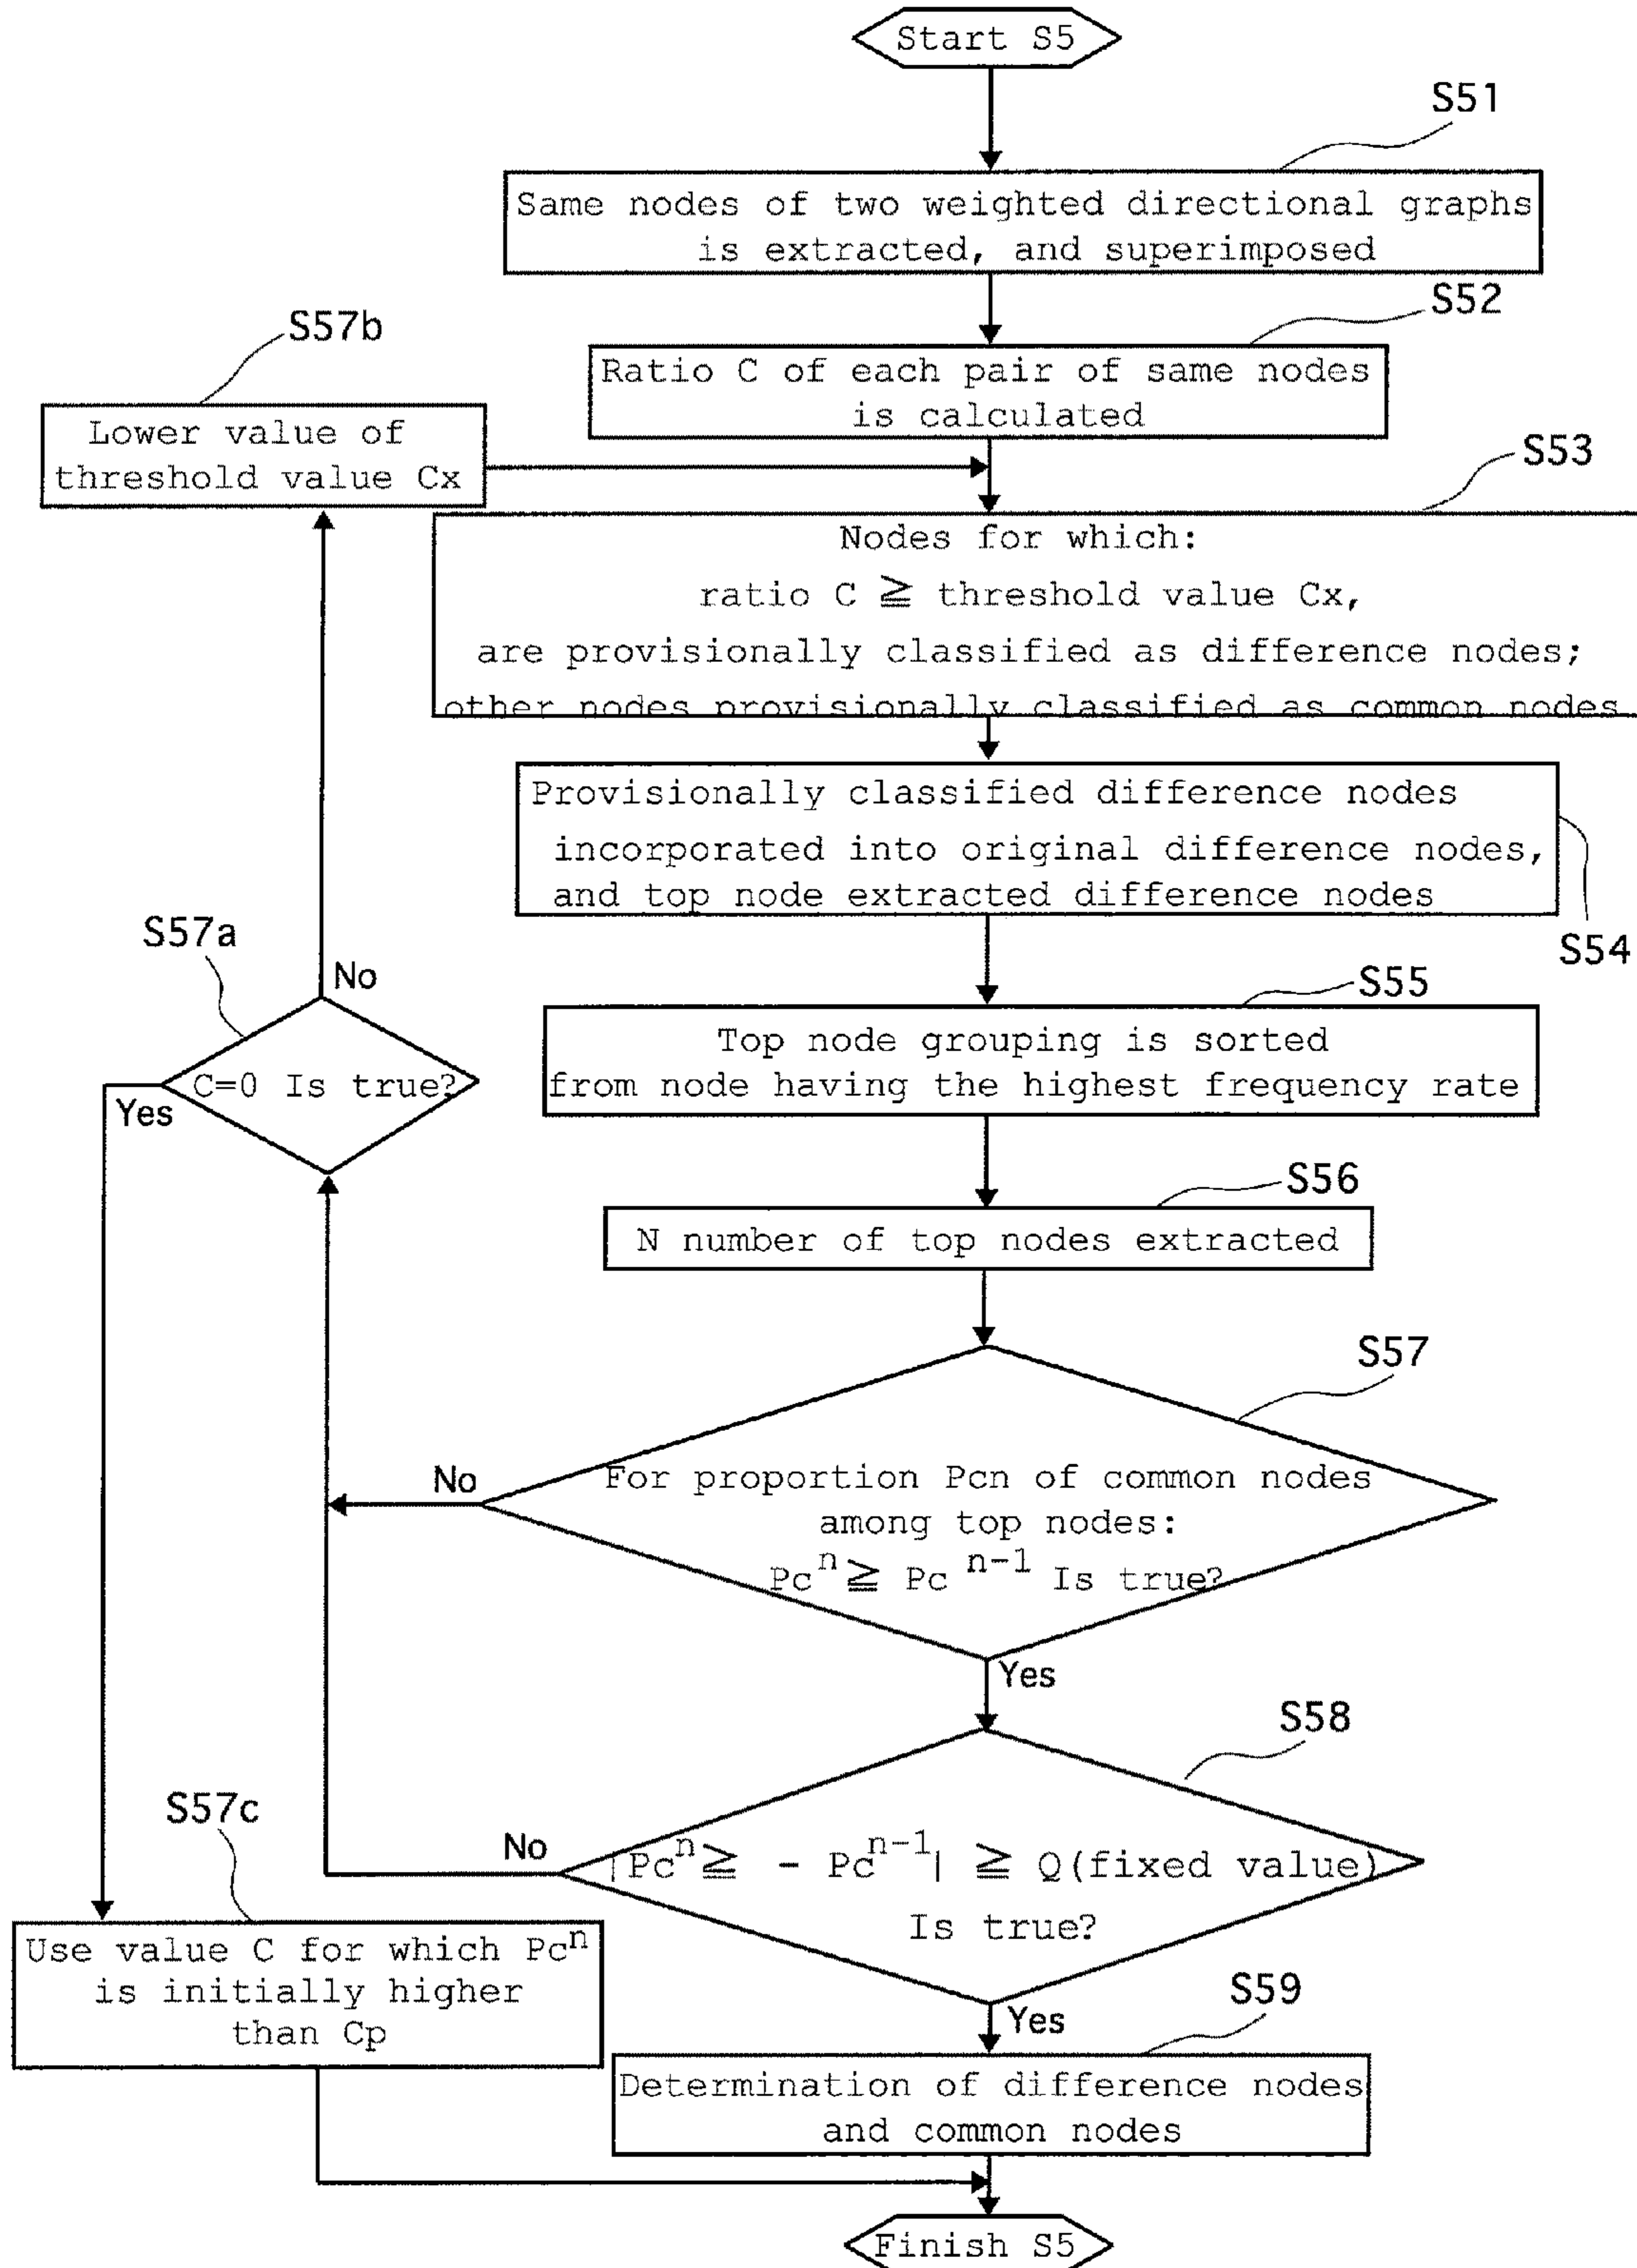 Start S5
S51
Same nodes of two weighted directional graphs
is extracted, and superimposed
S52
Ratio C of each pair of same nodes
is calculated
S57b
Lower value of
threshold value Cx
S53
Nodes for which:
ratio C ≧ threshold value Cx,
are provisionally classified as difference nodes;
other nodes provisionally classified as common nodes
Provisionally classified difference nodes
incorporated into original difference nodes,
and top node extracted difference nodes
S54
S57a
No
C=0 Is true?
Yes
S55
Top node grouping is sorted
from node having the highest frequency rate
S56
N number of top nodes extracted
S57
No
For proportion Pcn of common nodes
among top nodes:
Pc^n ≧ Pc^n-1 Is true?
Yes
S58
No
|Pc^n ≧ - Pc^n-1| ≧ Q(fixed value)
Is true?
Yes
S57c
Use value C for which Pc^n
is initially higher
than Cp
S59
Determination of difference nodes
and common nodes
Finish S5